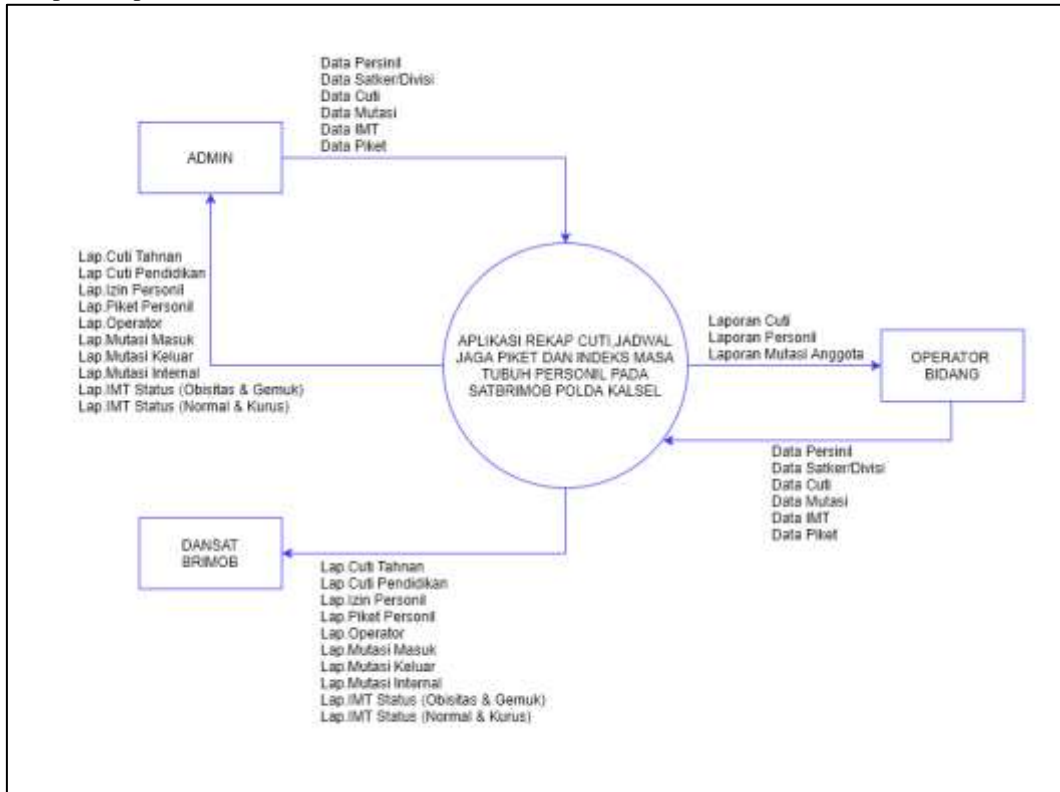 Data Persinil
Data Satker/Divisi
Data Cuti
Data Mutasi
Data IMT
Data Piket
ADMIN
Lap.Cuti Tahnan
Lap Cuti Pendidikan
Lap.Izin Personil
Lap.Piket Personil
Lap.Operator
Lap.Mutasi Masuk
Lap.Mutasi Keluar
Lap.Mutasi Internal
Lap.IMT Status (Obisitas & Gemuk)
Lap.IMT Status (Normal & Kurus)
APLIKASI REKAP CUTI,JADWAL
JAGA PIKET DAN INDEKS MASA
TUBUH PERSONIL PADA
SATBRIMOB POLDA KALSEL
Laporan Cuti
Laporan Personil
Laporan Mutasi Anggota
OPERATOR
BIDANG
Data Persinil
Data Satker/Divisi
Data Cuti
Data Mutasi
Data IMT
Data Piket
DANSAT
BRIMOB
Lap.Cuti Tahnan
Lap Cuti Pendidikan
Lap.Izin Personil
Lap.Piket Personil
Lap.Operator
Lap.Mutasi Masuk
Lap.Mutasi Keluar
Lap.Mutasi Internal
Lap.IMT Status (Obisitas & Gemuk)
Lap.IMT Status (Normal & Kurus)